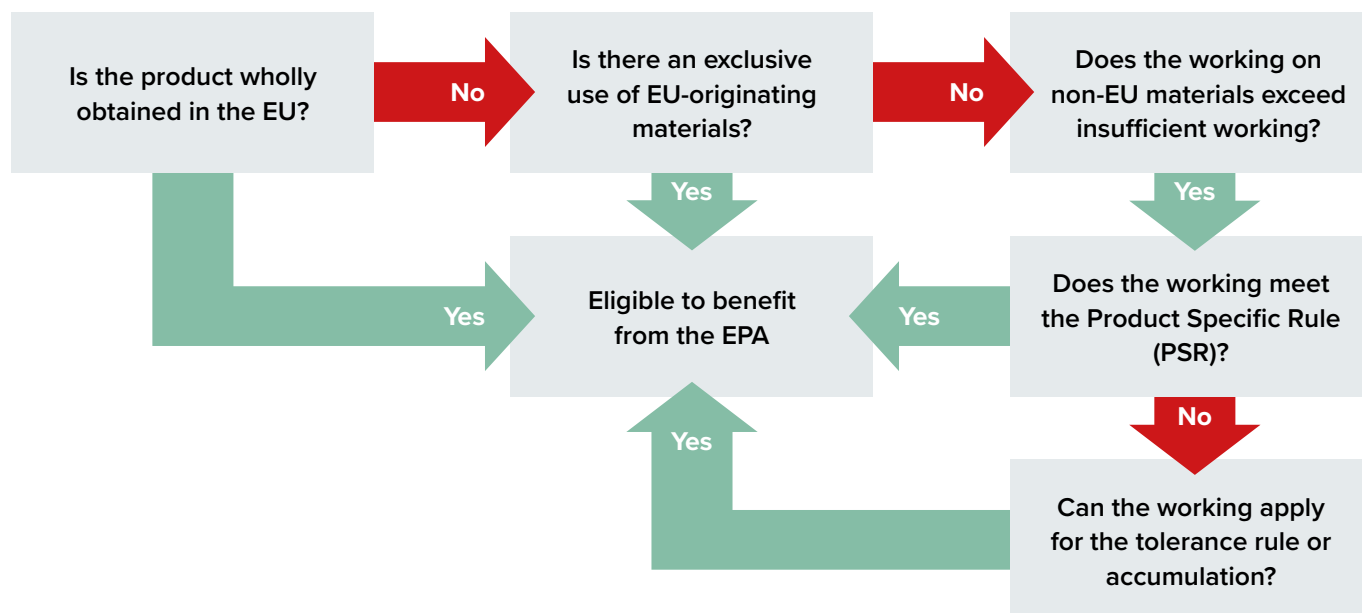 Is the product wholly
obtained in the EU?
No
Is there an exclusive
use of EU-originating
materials?
No
Does the working on
non-EU materials exceed
insufficient working?
Yes
Yes
Yes
Eligible to benefit
from the EPA
Yes
Does the working meet
the Product Specific Rule
(PSR)?
No
Yes
Can the working apply
for the tolerance rule or
accumulation?